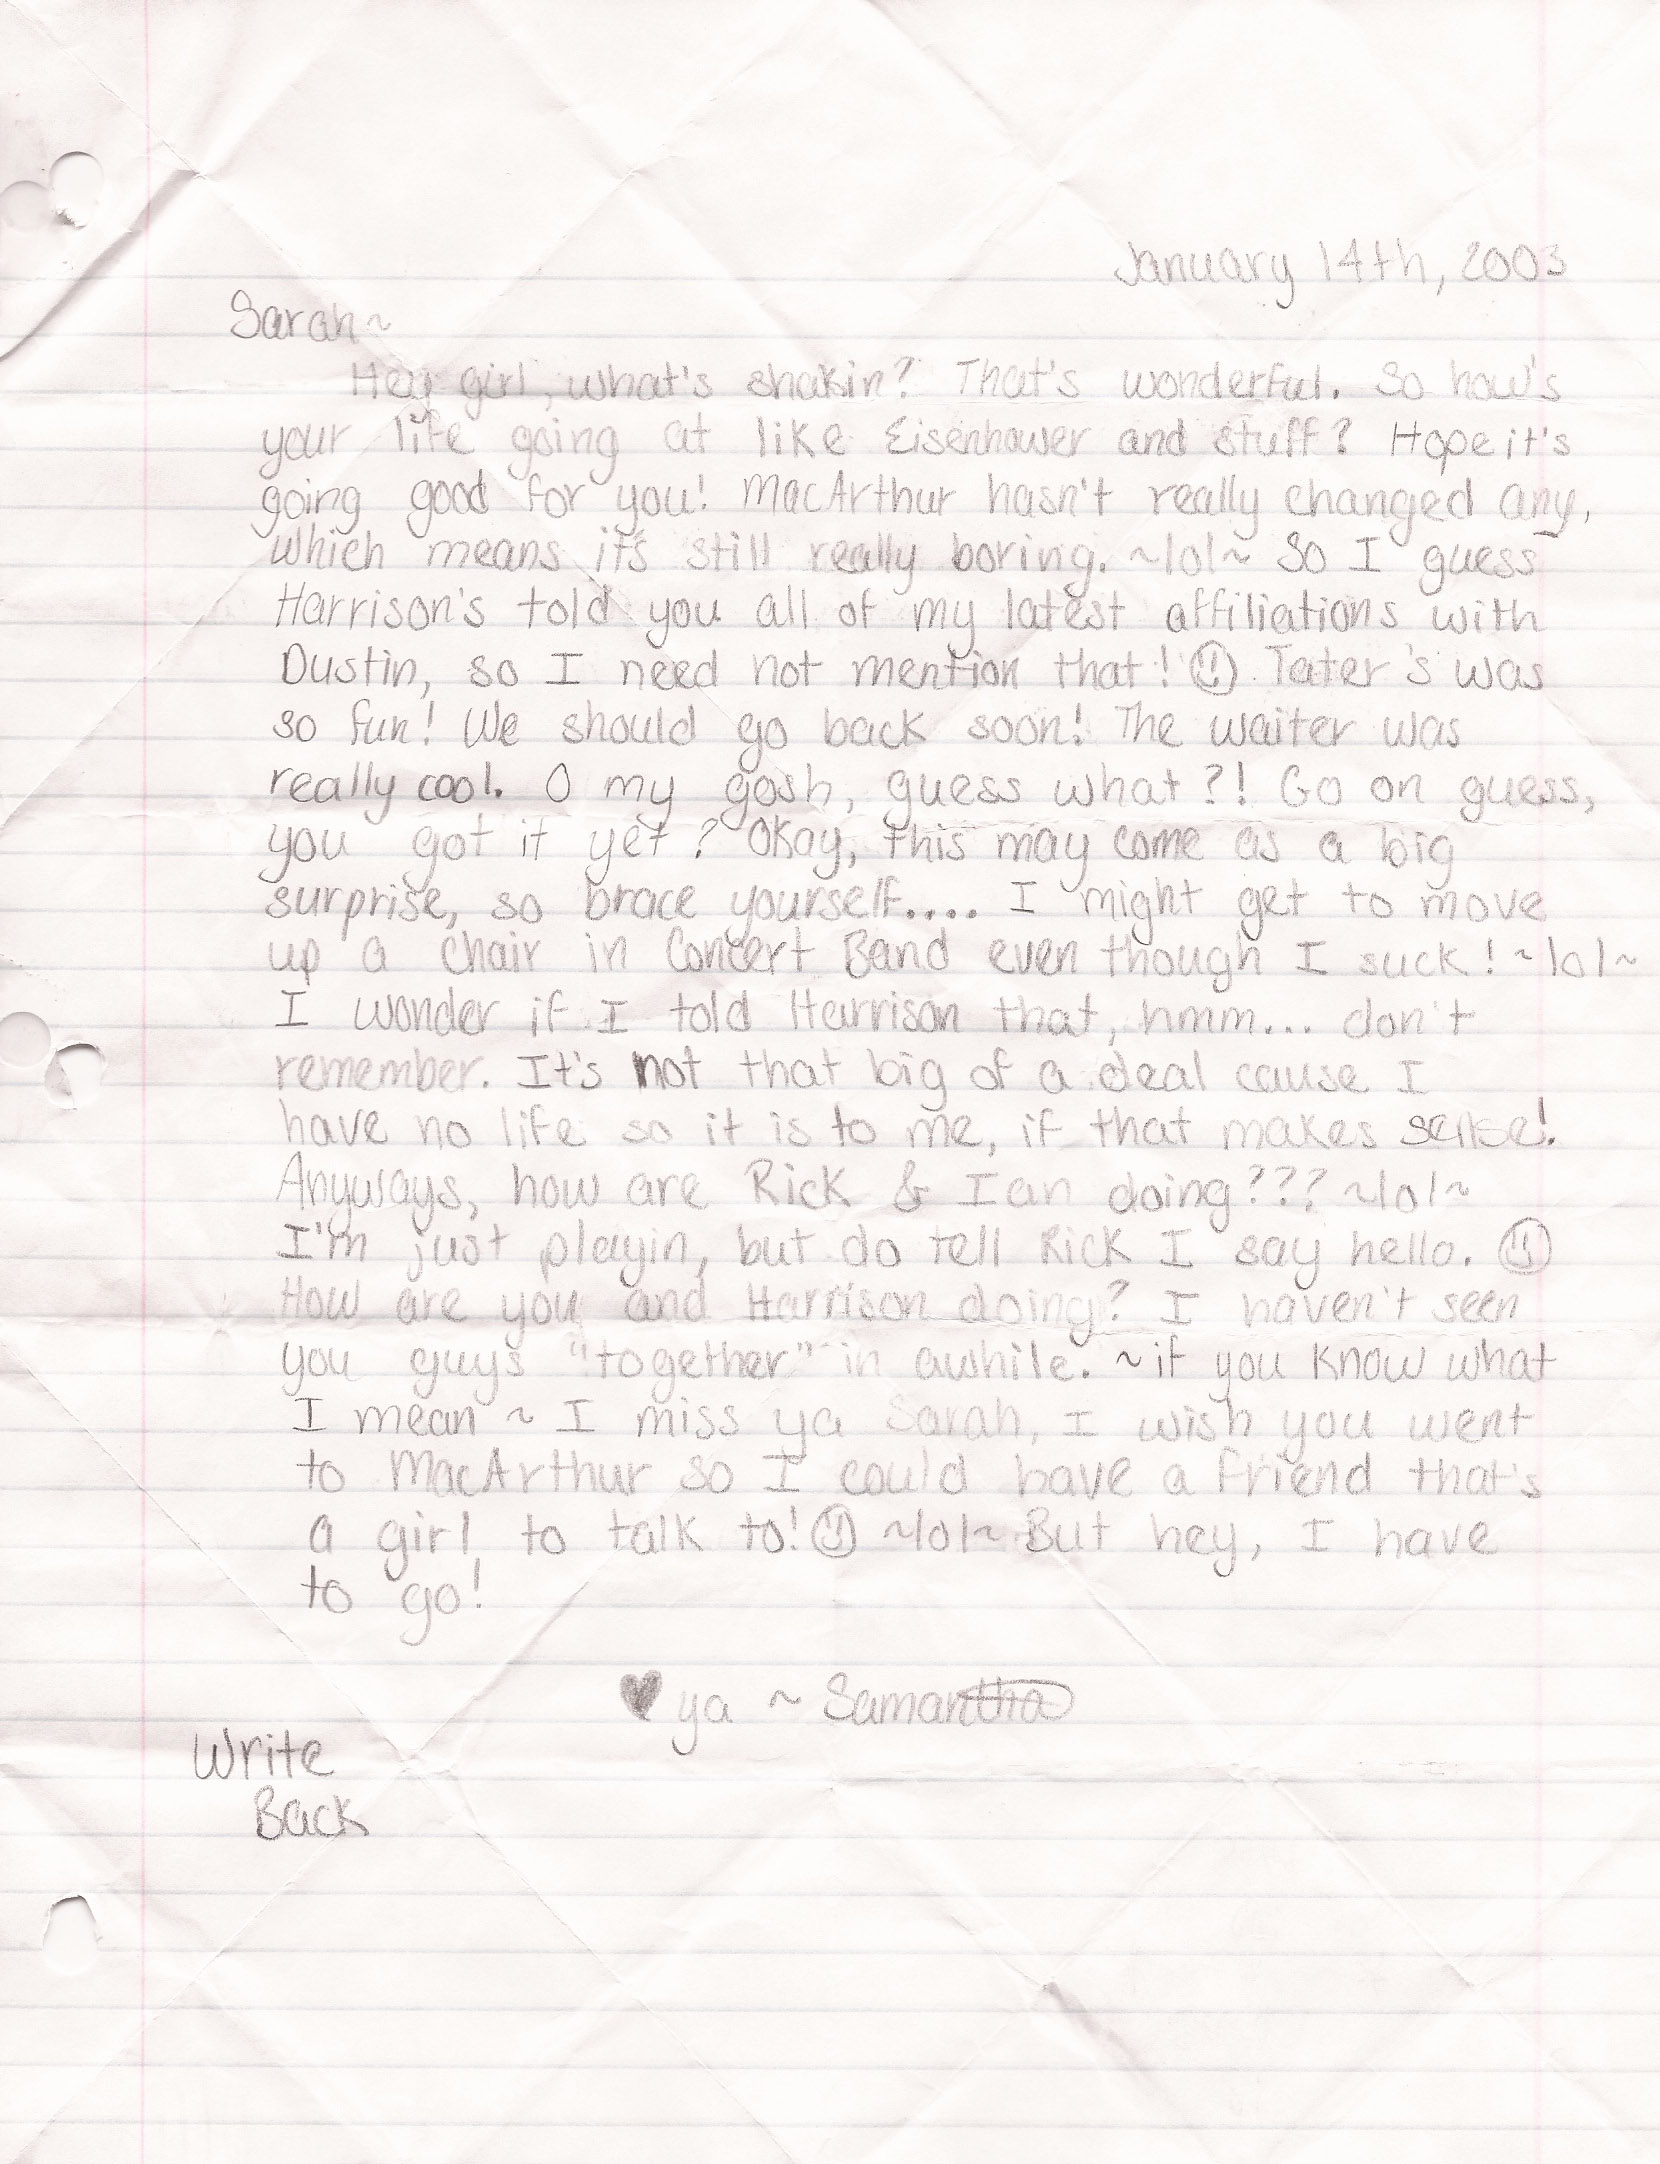 January 14th, 2003
Sarah~
Hey girl, what's shakin? That's wonderful. So how's
your life going at like Eisenhower and stuff? Hope it's
going good for you! MacArthur hasn't really changed any,
which means it's still really boring. ~lol~ So I guess
Harrison's told you all of my latest affiliations with
Dustin, so I need not mention that! ☺ Tater's was
so fun! We should go back soon! The waiter was
really cool. O my gosh, guess what?! Go on guess,
you got it yet? Okay, this may come as a big
surprise, so brace yourself.... I might get to move
up a chair in Concert Band even though I suck! ~lol~
I wonder if I told Harrison that, hmm... don't
remember. It's not that big of a deal cause I
have no life so it is to me, if that makes sense!
Anyways, how are Rick & Ian doing??? ~lol~
I'm just playin, but do tell Rick I say hello. ☺
How are you and Harrison doing? I haven't seen
you guys "together" in awhile. ~if you know what
I mean ~ I miss ya Sarah, I wish you went
to MacArthur so I could have a friend that's
a girl to talk to! ☺ ~lol~ But hey, I have
to go!
♥ ya ~ Samantha
Write
Back